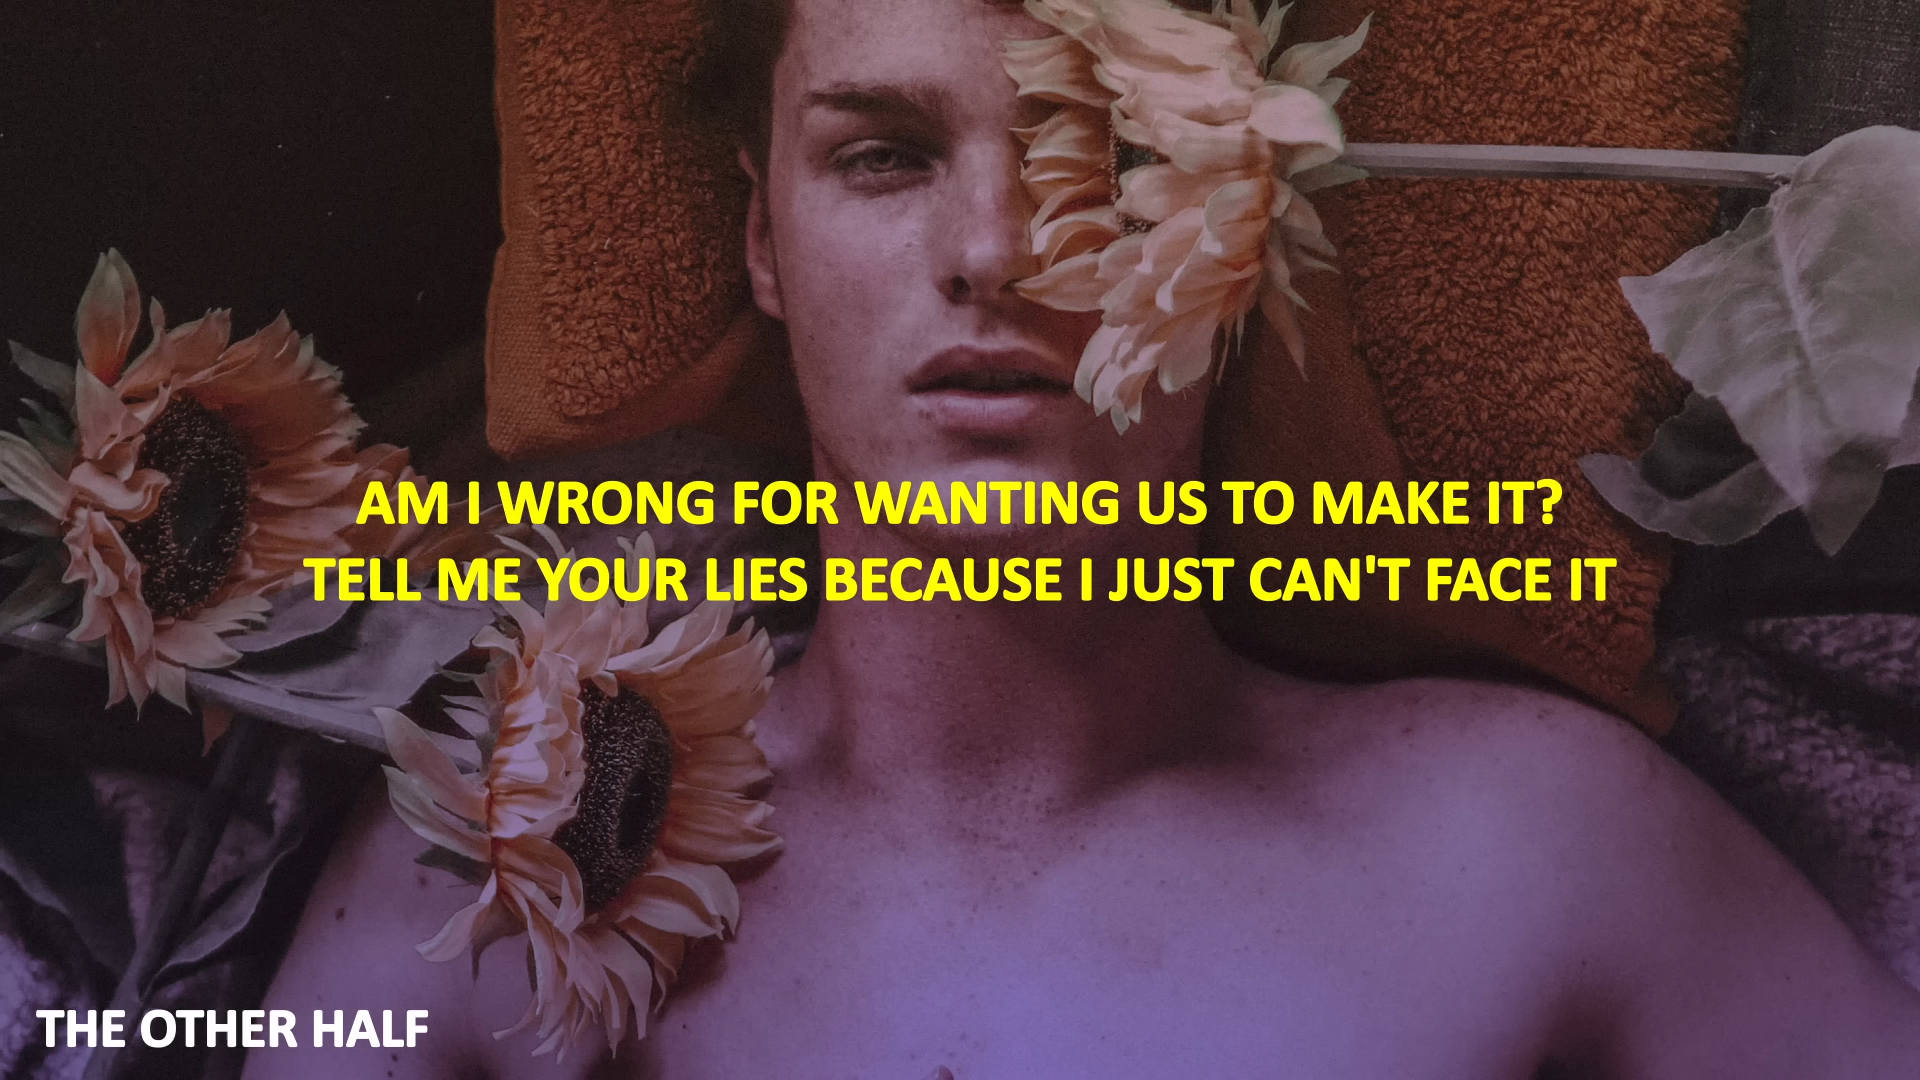 AM I WRONG FOR WANTING US TO MAKE IT?
TELL ME YOUR LIES BECAUSE I JUST CAN'T FACE IT
THE OTHER HALF